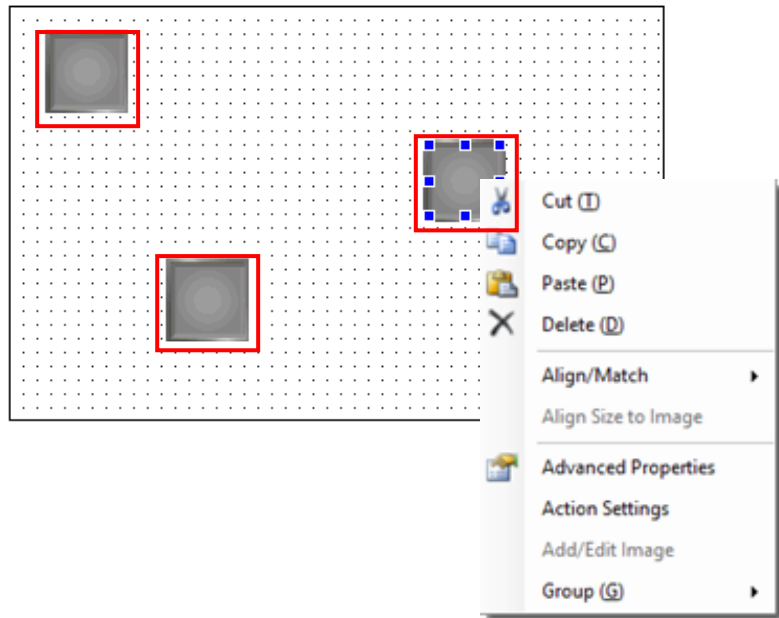 Cut (T)
Copy (C)
Paste (P)
Delete (D)
Align/Match
Align Size to Image
Advanced Properties
Action Settings
Add/Edit Image
Group (G)